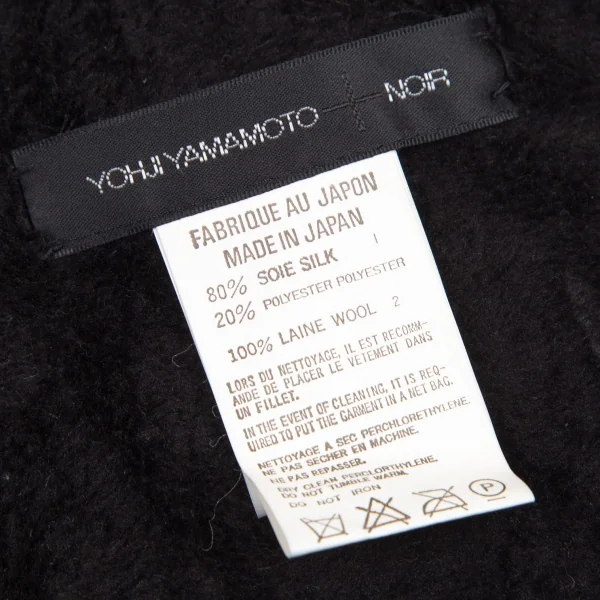 YOHJI YAMAMOTO NOIR
FABRIQUE AU JAPON
MADE IN JAPAN
80% SOIE SILK 1
20% POLYESTER POLYESTER
100% LAINE WOOL 2
LORS DU NETTOYAGE, IL EST RECOMM-
ANDE DE PLACER LE VETEMENT DANS
UN FILLET.
IN THE EVENT OF CLEANING, IT IS REQ-
UIRED TO PUT THE GARMENT IN A NET BAG.
NETTOYAGE A SEC PERCHLORETHYLENE.
NE PAS SÉCHER EN MACHINE.
NE PAS REPASSER.
DRY CLEAN PERCLORTHYLENE.
DO NOT TUMBLE WARM.
DO NOT IRON
P